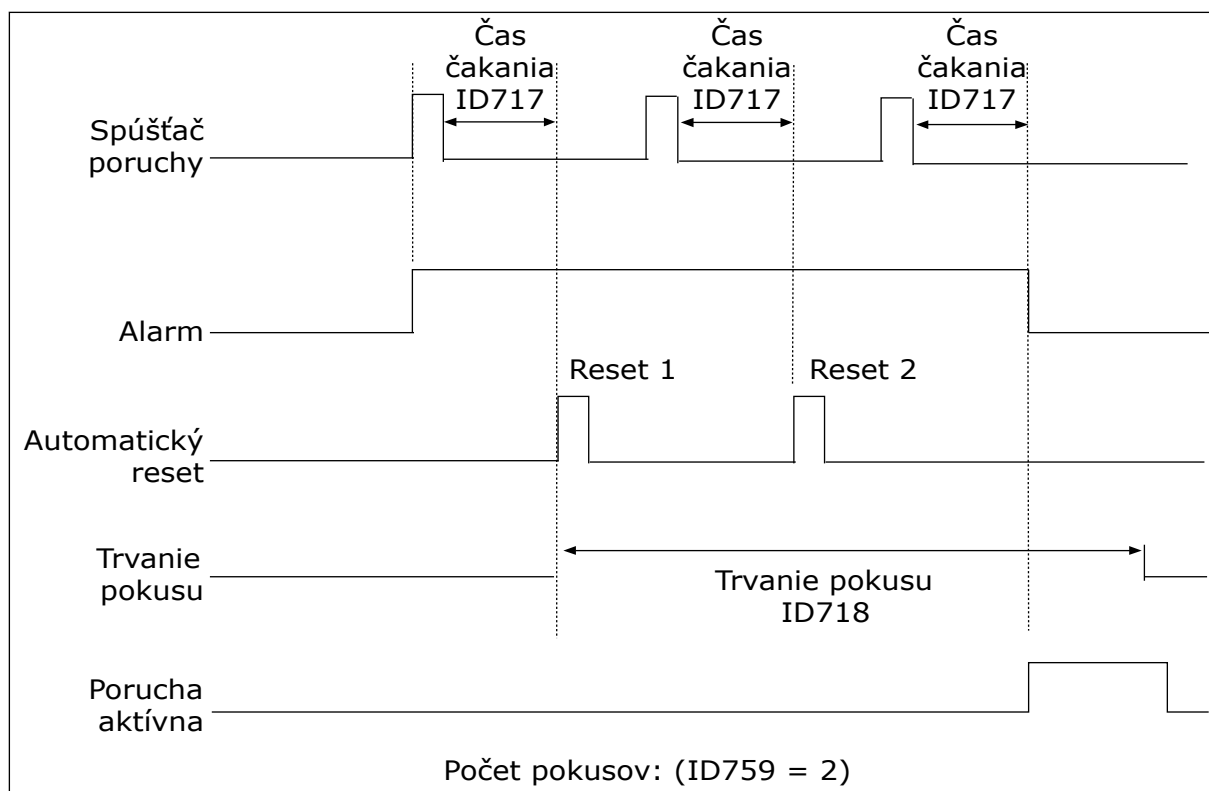 Čas
čakania
ID717
Čas
čakania
ID717
Čas
čakania
ID717
Spúšťač
poruchy
Alarm
Reset 1
Reset 2
Automatický
reset
Trvanie
pokusu
Trvanie pokusu
ID718
Porucha
aktívna
Počet pokusov: (ID759 = 2)